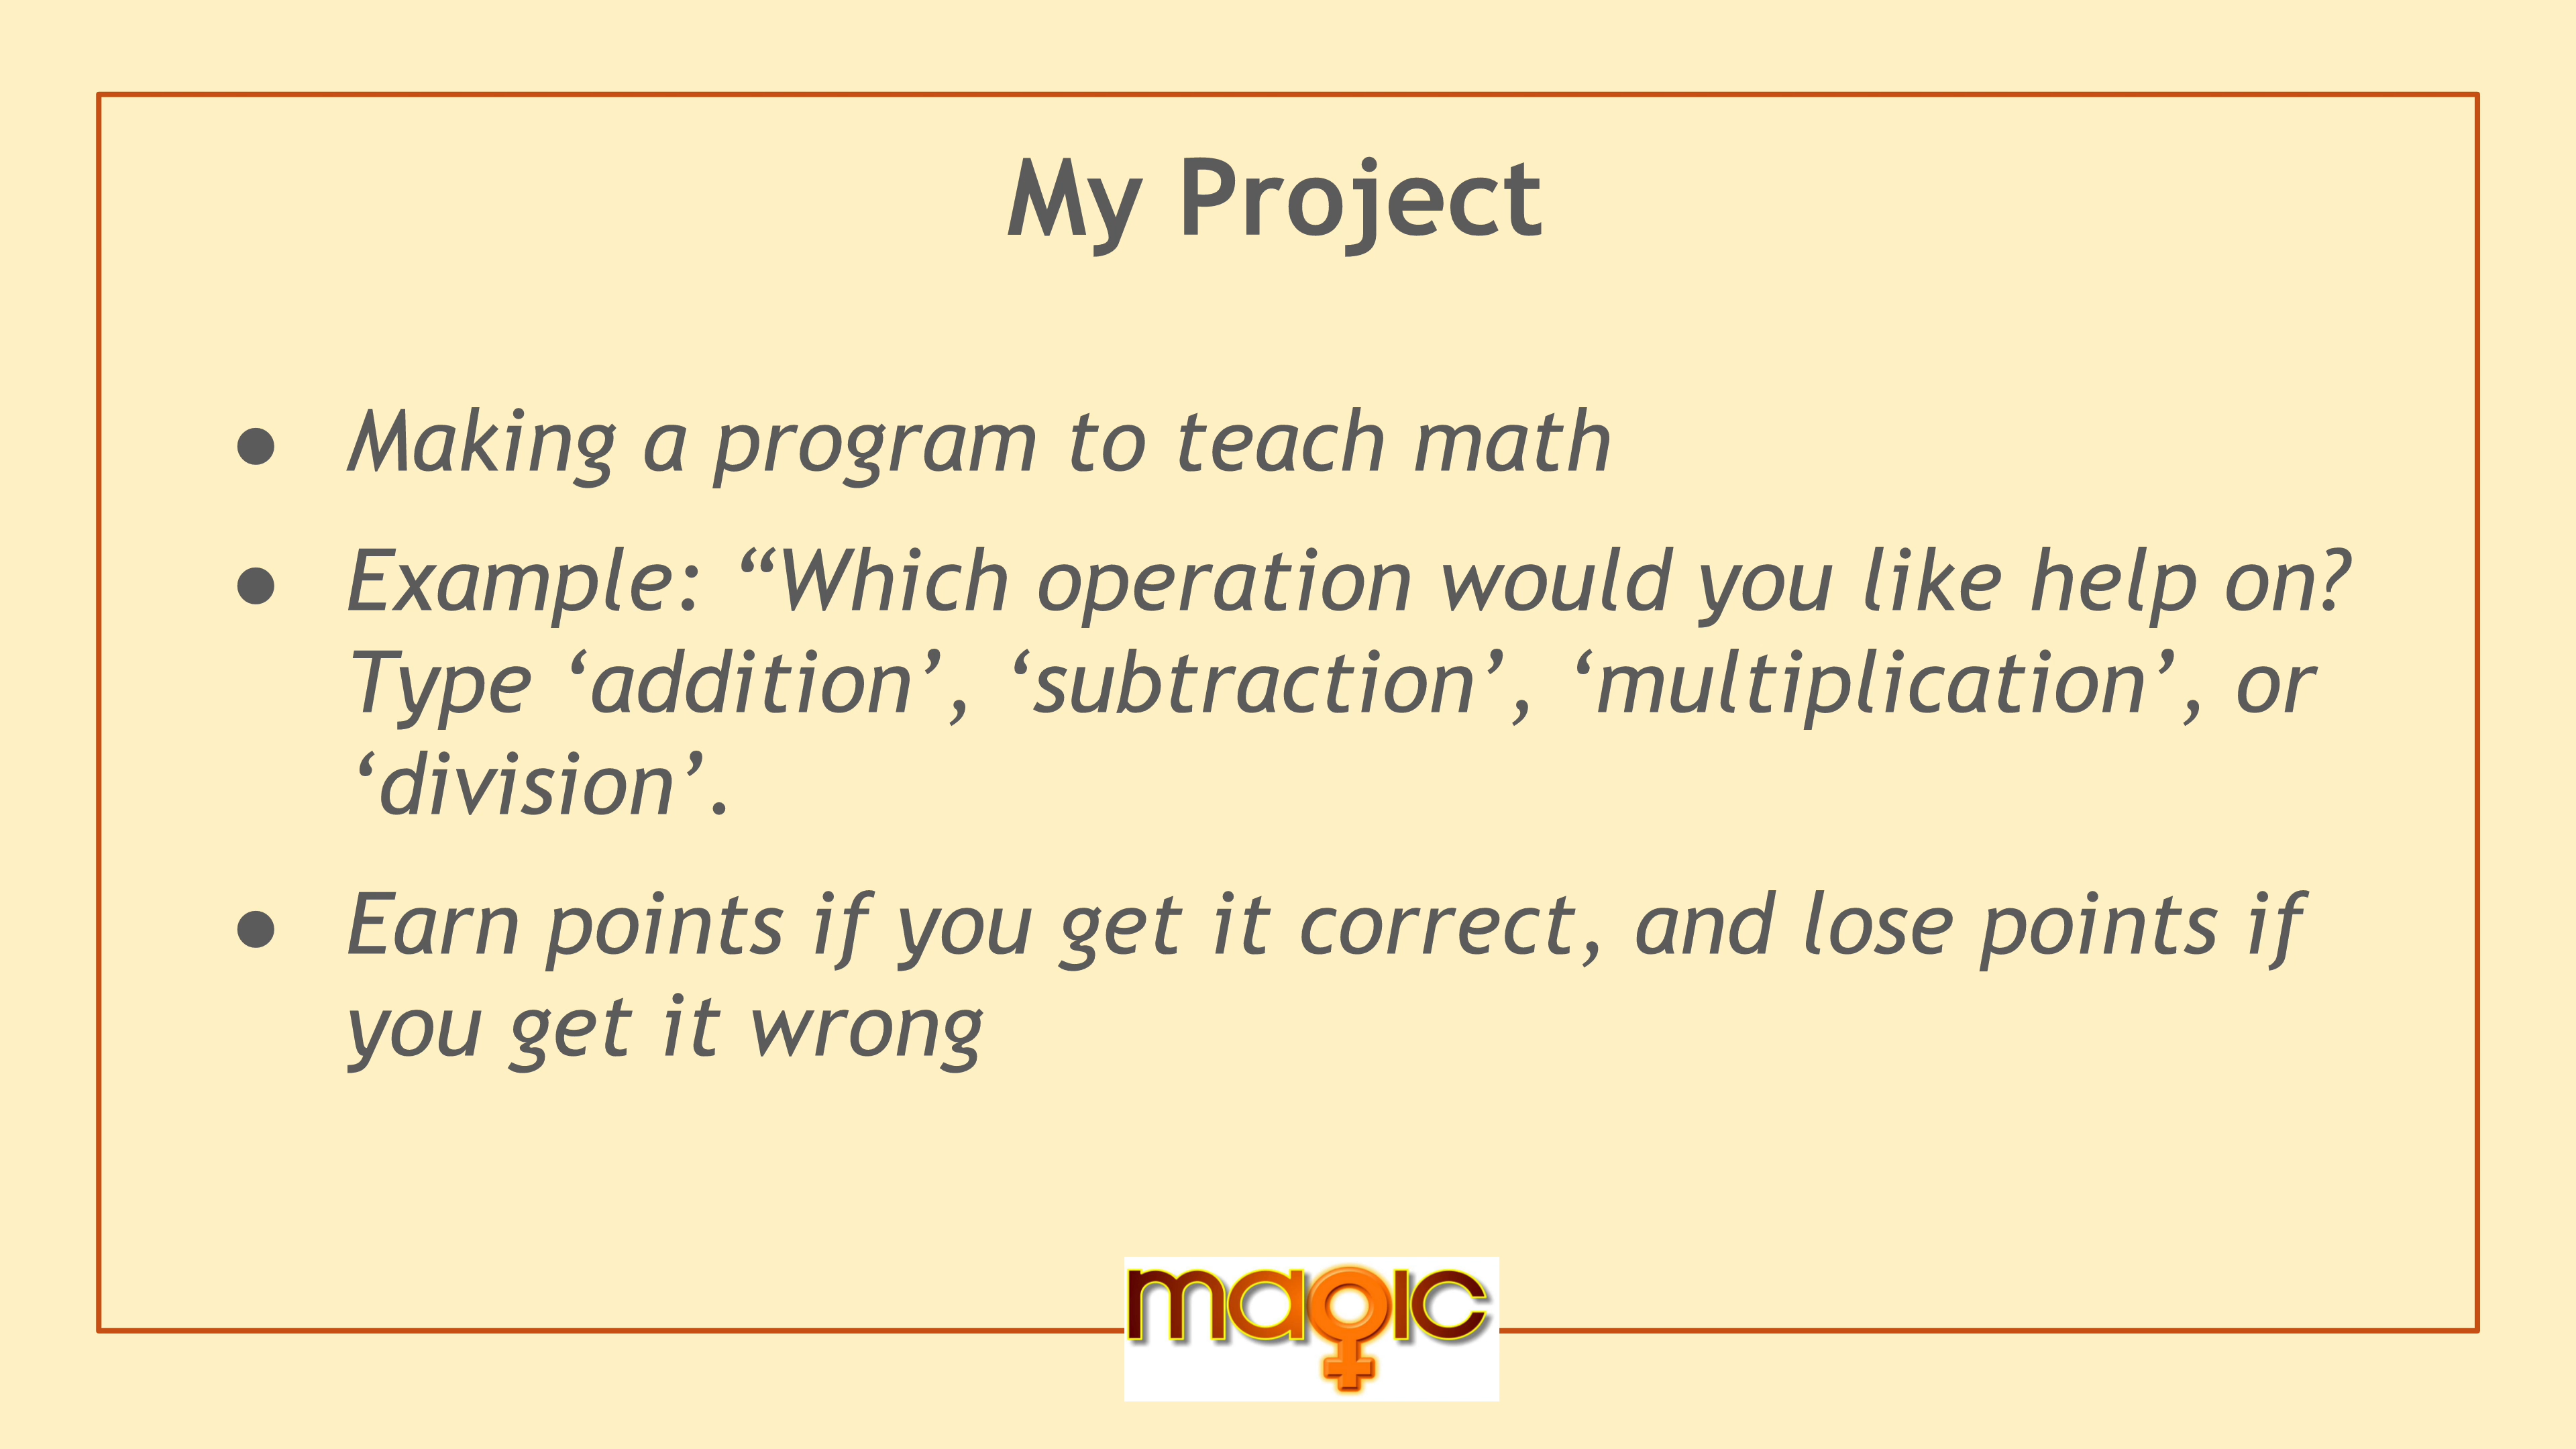 My Project
● Making a program to teach math
● Example: “Which operation would you like help on?
Type ‘addition’, ‘subtraction’, ‘multiplication’, or
‘division’.
● Earn points if you get it correct, and lose points if
you get it wrong
magic